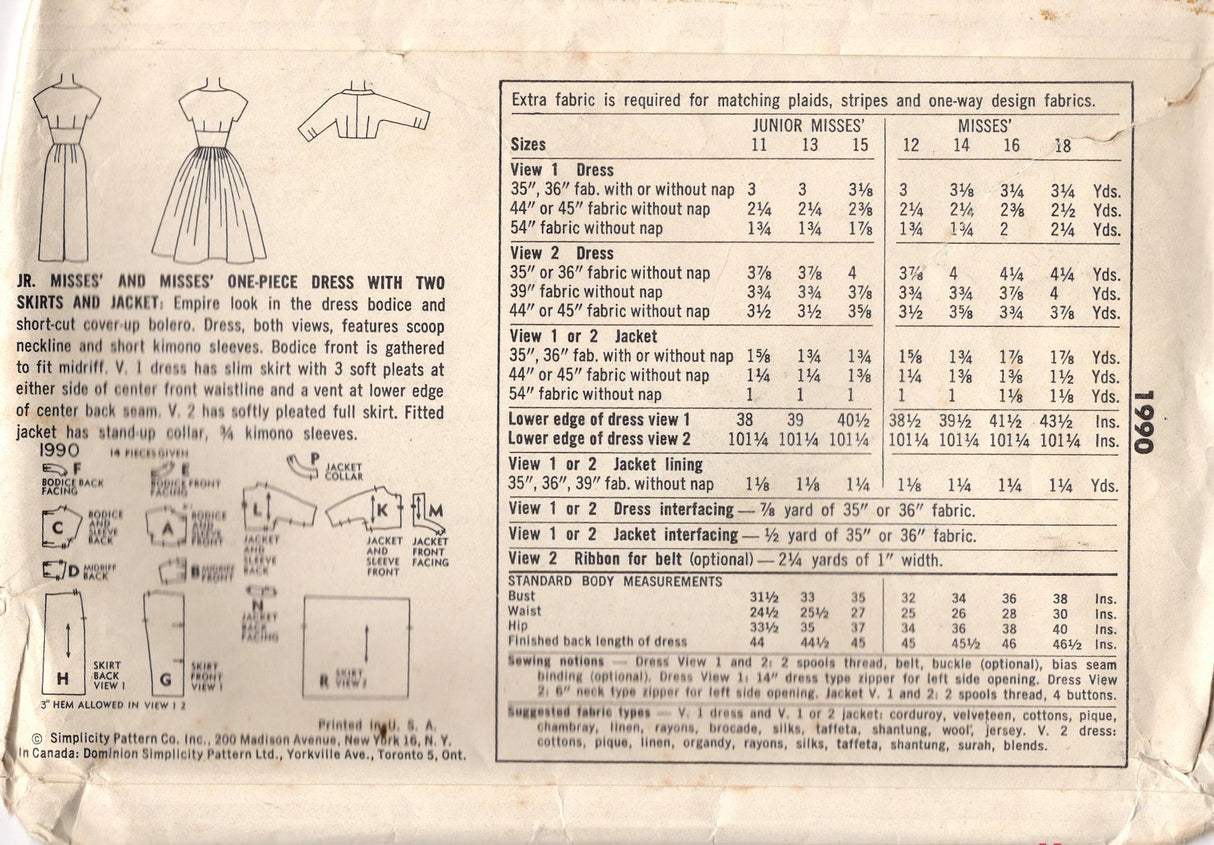 JR. MISSES' AND MISSES' ONE-PIECE DRESS WITH TWO
SKIRTS AND JACKET: Empire look in the dress bodice and
short-cut cover-up bolero. Dress, both views, features scoop
neckline and short kimono sleeves. Bodice front is gathered
to fit midriff. V. 1 dress has slim skirt with 3 soft pleats at
either side of center front waistline and a vent at lower edge
of center back seam. V. 2 has softly pleated full skirt. Fitted
jacket has stand-up collar, ¾ kimono sleeves.
1990 14 PIECES GIVEN
F
BODICE BACK
FACING
E
BODICE FRONT
FACING
P
JACKET
COLLAR
C
BODICE
AND
SLEEVE
BACK
A
BODICE
AND
SLEEVE
FRONT
L
JACKET
AND
SLEEVE
BACK
K
JACKET
AND
SLEEVE
FRONT
M
JACKET
FRONT
FACING
D
MIDRIFF
BACK
B
MIDRIFF
FRONT
N
JACKET
BACK
FACING
H
SKIRT
BACK
VIEW 1
G
SKIRT
FRONT
VIEW 1
R SKIRT
VIEW 2
3" HEM ALLOWED IN VIEW 1 2
Printed in U. S. A.
© Simplicity Pattern Co. Inc., 200 Madison Avenue, New York 16, N. Y.
In Canada: Dominion Simplicity Pattern Ltd., Yorkville Ave., Toronto 5, Ont.
Extra fabric is required for matching plaids, stripes and one-way design fabrics.
JUNIOR MISSES' MISSES'
Sizes 11 13 15 12 14 16 18
View 1 Dress
35", 36" fab. with or without nap 3 3 3⅛ 3 3⅛ 3¼ 3¼ Yds.
44" or 45" fabric without nap 2¼ 2¼ 2⅜ 2¼ 2¼ 2⅜ 2½ Yds.
54" fabric without nap 1¾ 1¾ 1⅞ 1¾ 1¾ 2 2¼ Yds.
View 2 Dress
35" or 36" fabric without nap 3⅞ 3⅞ 4 3⅞ 4 4¼ 4¼ Yds.
39" fabric without nap 3¾ 3¾ 3⅞ 3¾ 3¾ 3⅞ 4 Yds.
44" or 45" fabric without nap 3½ 3½ 3⅝ 3½ 3⅝ 3¾ 3⅞ Yds.
View 1 or 2 Jacket
35", 36" fab. with or without nap 1⅝ 1¾ 1¾ 1⅝ 1¾ 1⅞ 1⅞ Yds.
44" or 45" fabric without nap 1¼ 1¼ 1⅜ 1¼ 1⅜ 1⅜ 1½ Yds.
54" fabric without nap 1 1 1 1 1 1⅛ 1⅛ Yds.
Lower edge of dress view 1 38 39 40½ 38½ 39½ 41½ 43½ Ins.
Lower edge of dress view 2 101¼ 101¼ 101¼ 101¼ 101¼ 101¼ 101¼ Ins.
View 1 or 2 Jacket lining
35", 36", 39" fab. without nap 1⅛ 1⅛ 1¼ 1⅛ 1¼ 1¼ 1¼ Yds.
View 1 or 2 Dress interfacing — ⅞ yard of 35" or 36" fabric.
View 1 or 2 Jacket interfacing — ½ yard of 35" or 36" fabric.
View 2 Ribbon for belt (optional) — 2¼ yards of 1" width.
STANDARD BODY MEASUREMENTS
Bust 31½ 33 35 32 34 36 38 Ins.
Waist 24½ 25½ 27 25 26 28 30 Ins.
Hip 33½ 35 37 34 36 38 40 Ins.
Finished back length of dress 44 44½ 45 45 45½ 46 46½ Ins.
Sewing notions — Dress View 1 and 2: 2 spools thread, belt, buckle (optional), bias seam
binding (optional). Dress View 1: 14" dress type zipper for left side opening. Dress View
2: 6" neck type zipper for left side opening. Jacket V. 1 and 2: 2 spools thread, 4 buttons.
Suggested fabric types — V. 1 dress and V. 1 or 2 jacket: corduroy, velveteen, cottons, pique,
chambray, linen, rayons, brocade, silks, taffeta, shantung, wool, jersey. V. 2 dress:
cottons, pique, linen, organdy, rayons, silks, taffeta, shantung, surah, blends.
1990